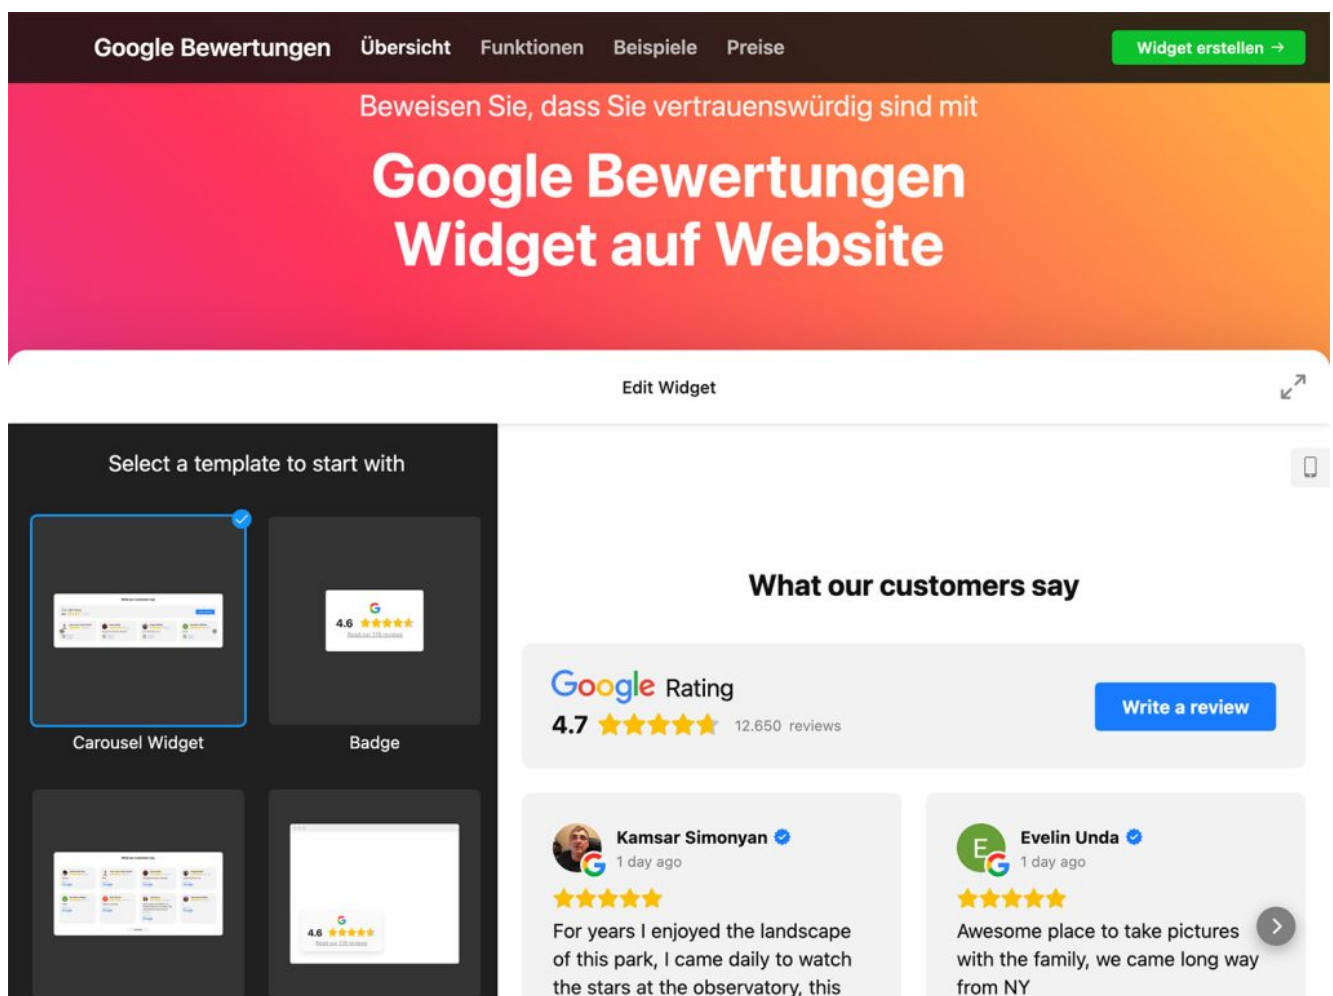 Google Bewertungen Übersicht Funktionen Beispiele Preise Widget erstellen →
Beweisen Sie, dass Sie vertrauenswürdig sind mit
Google Bewertungen
Widget auf Website
Edit Widget
Select a template to start with
4.6
Carousel Widget
Badge
4.6
What our customers say
Google Rating
4.7 12.650 reviews
Write a review
Kamsar Simonyan
1 day ago
For years I enjoyed the landscape
of this park, I came daily to watch
the stars at the observatory, this
E
Evelin Unda
1 day ago
Awesome place to take pictures
with the family, we came long way
from NY